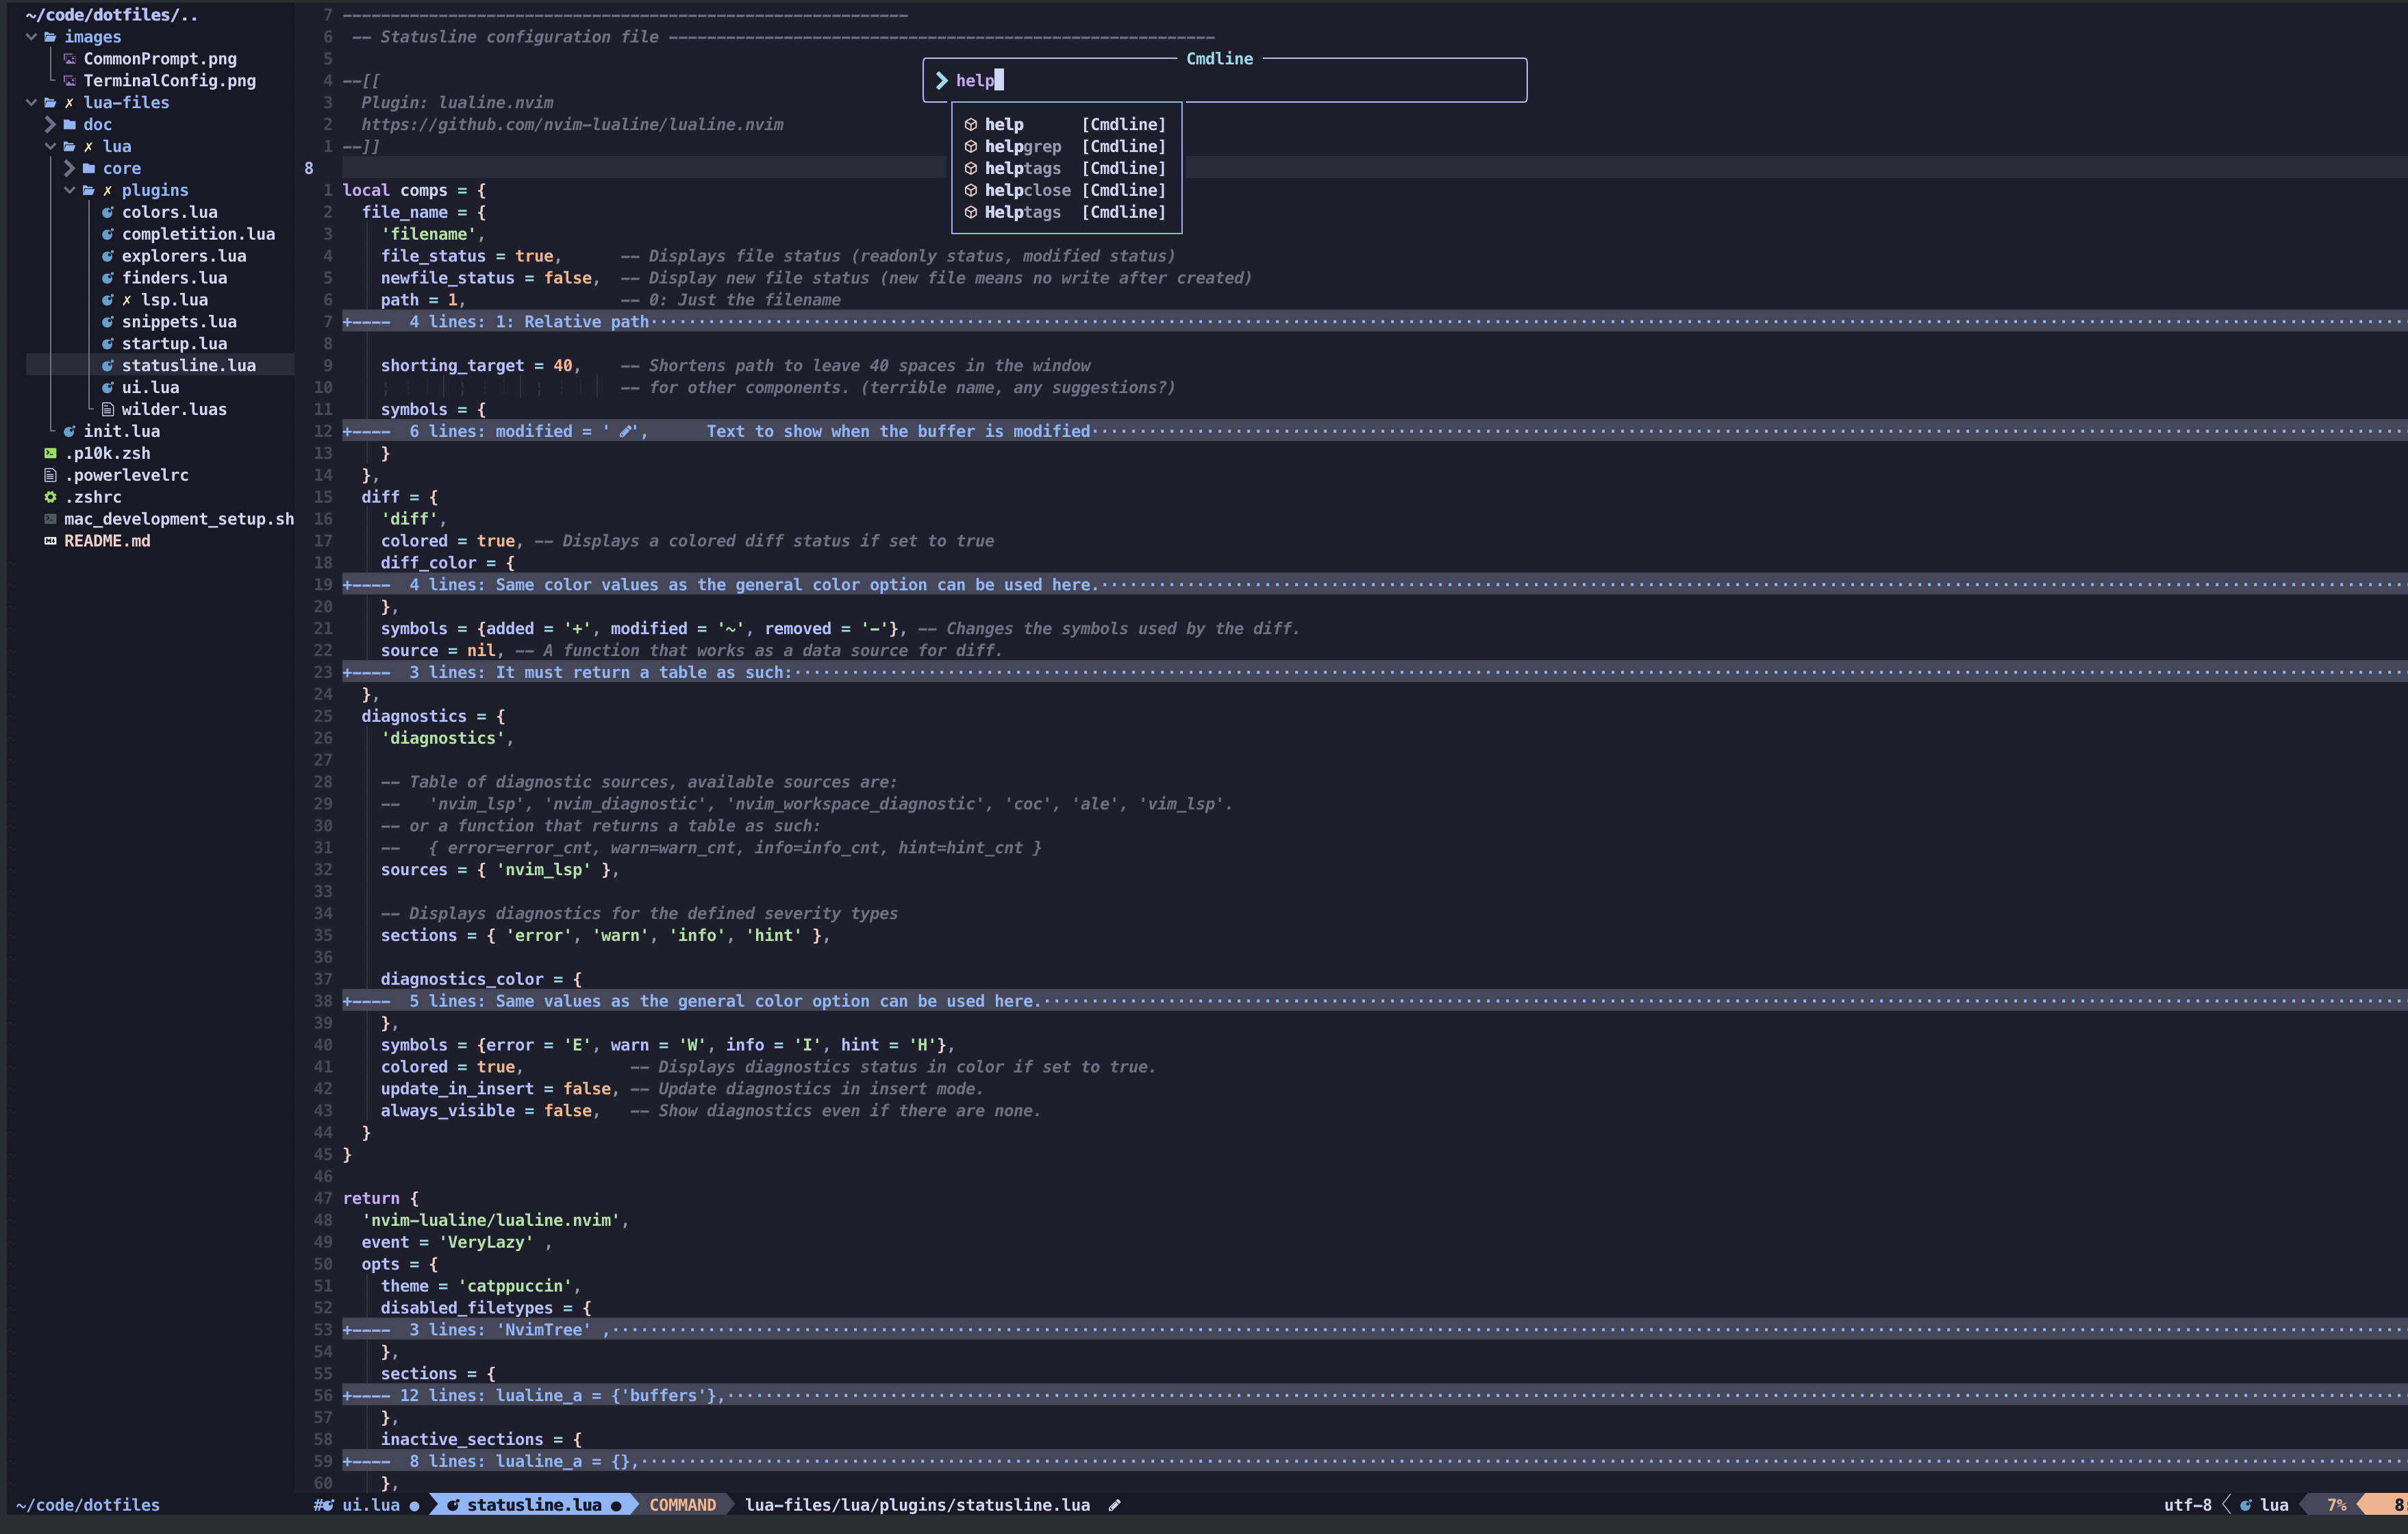 ~/code/dotfiles/..
images
CommonPrompt.png
TerminalConfig.png
✗ lua-files
doc
✗ lua
core
✗ plugins
colors.lua
completition.lua
explorers.lua
finders.lua
✗ lsp.lua
snippets.lua
startup.lua
statusline.lua
ui.lua
wilder.luas
init.lua
.p10k.zsh
.powerlevelrc
.zshrc
mac_development_setup.sh
README.md
~/code/dotfiles
7 -----------------------------------------------------------
6  -- Statusline configuration file ---------------------------------------------------------
5
4 --[[
3   Plugin: lualine.nvim
2   https://github.com/nvim-lualine/lualine.nvim
1 --]]
8
1 local comps = {
2   file_name = {
3     'filename',
4     file_status = true,      -- Displays file status (readonly status, modified status)
5     newfile_status = false,  -- Display new file status (new file means no write after created)
6     path = 1,                -- 0: Just the filename
7 +----  4 lines: 1: Relative path
8
9     shorting_target = 40,    -- Shortens path to leave 40 spaces in the window
10                             -- for other components. (terrible name, any suggestions?)
11     symbols = {
12 +----  6 lines: modified = ' ',      Text to show when the buffer is modified
13     }
14   },
15   diff = {
16     'diff',
17     colored = true, -- Displays a colored diff status if set to true
18     diff_color = {
19 +----  4 lines: Same color values as the general color option can be used here.
20     },
21     symbols = {added = '+', modified = '~', removed = '-'}, -- Changes the symbols used by the diff.
22     source = nil, -- A function that works as a data source for diff.
23 +----  3 lines: It must return a table as such:
24   },
25   diagnostics = {
26     'diagnostics',
27
28     -- Table of diagnostic sources, available sources are:
29     --   'nvim_lsp', 'nvim_diagnostic', 'nvim_workspace_diagnostic', 'coc', 'ale', 'vim_lsp'.
30     -- or a function that returns a table as such:
31     --   { error=error_cnt, warn=warn_cnt, info=info_cnt, hint=hint_cnt }
32     sources = { 'nvim_lsp' },
33
34     -- Displays diagnostics for the defined severity types
35     sections = { 'error', 'warn', 'info', 'hint' },
36
37     diagnostics_color = {
38 +----  5 lines: Same values as the general color option can be used here.
39     },
40     symbols = {error = 'E', warn = 'W', info = 'I', hint = 'H'},
41     colored = true,           -- Displays diagnostics status in color if set to true.
42     update_in_insert = false, -- Update diagnostics in insert mode.
43     always_visible = false,   -- Show diagnostics even if there are none.
44   }
45 }
46
47 return {
48   'nvim-lualine/lualine.nvim',
49   event = 'VeryLazy' ,
50   opts = {
51     theme = 'catppuccin',
52     disabled_filetypes = {
53 +----  3 lines: 'NvimTree' ,
54     },
55     sections = {
56 +---- 12 lines: lualine_a = {'buffers'},
57     },
58     inactive_sections = {
59 +----  8 lines: lualine_a = {},
60     },
Cmdline
help
help [Cmdline]
helpgrep [Cmdline]
helptags [Cmdline]
helpclose [Cmdline]
Helptags [Cmdline]
# ui.lua ● statusline.lua ● COMMAND lua-files/lua/plugins/statusline.lua utf-8 lua 7% 8: